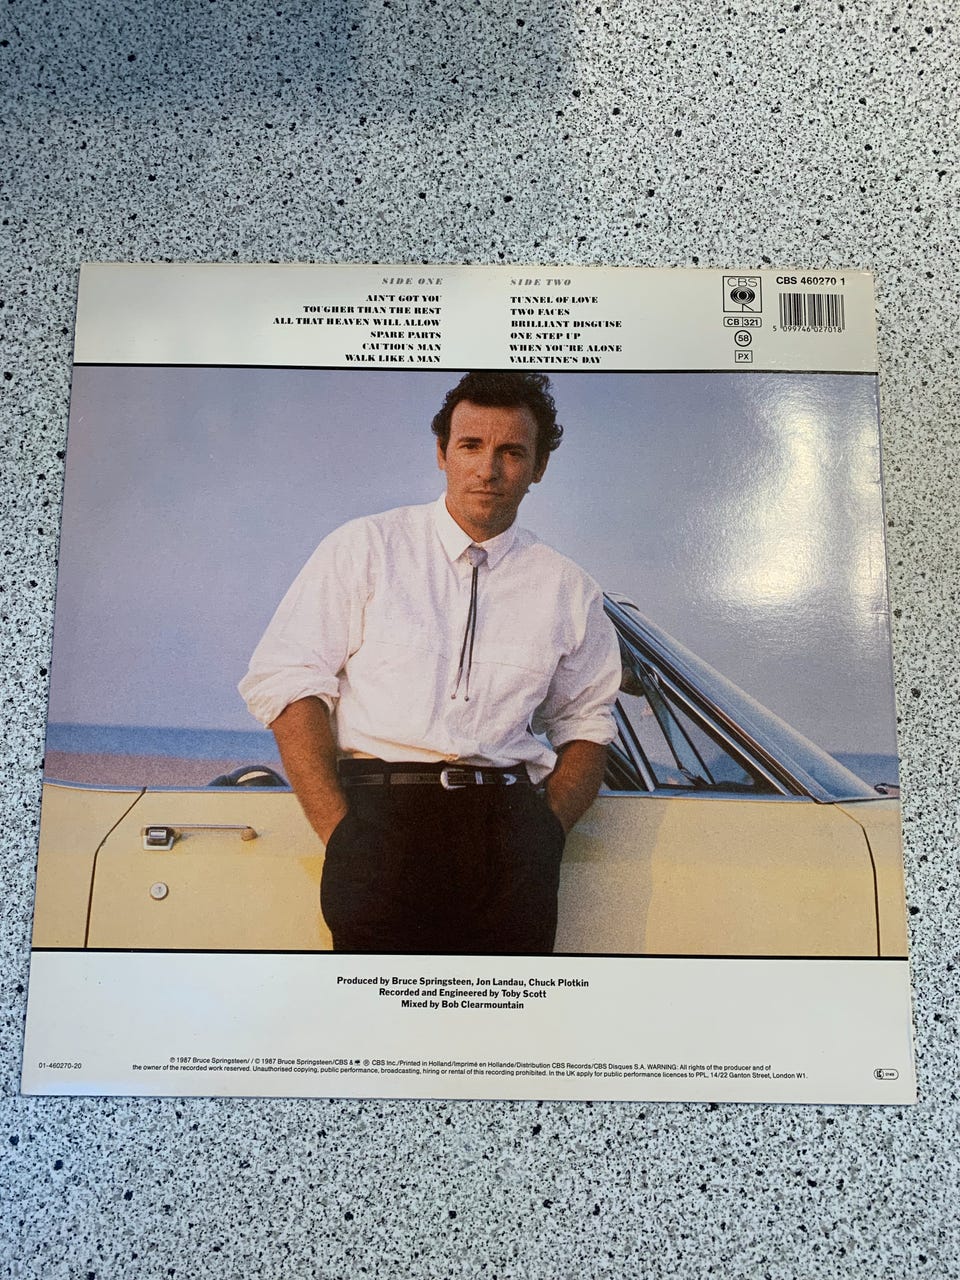 SIDE ONE
AIN'T GOT YOU
TOUGHER THAN THE REST
ALL THAT HEAVEN WILL ALLOW
SPARE PARTS
CAUTIOUS MAN
WALK LIKE A MAN
SIDE TWO
TUNNEL OF LOVE
TWO FACES
BRILLIANT DISGUISE
ONE STEP UP
WHEN YOU'RE ALONE
VALENTINE'S DAY
CBS
CB 321
58
PX
CBS 460270 1
5 099746 027018
Produced by Bruce Springsteen, Jon Landau, Chuck Plotkin
Recorded and Engineered by Toby Scott
Mixed by Bob Clearmountain
01-460270-20
℗ 1987 Bruce Springsteen/ / © 1987 Bruce Springsteen/CBS & ® CBS Inc./Printed in Holland/Imprimé en Hollande/Distribution CBS Records/CBS Disques S.A. WARNING: All rights of the producer and of
the owner of the recorded work reserved. Unauthorised copying, public performance, broadcasting, hiring or rental of this recording prohibited. In the UK apply for public performance licences to PPL, 14/22 Ganton Street, London W1.